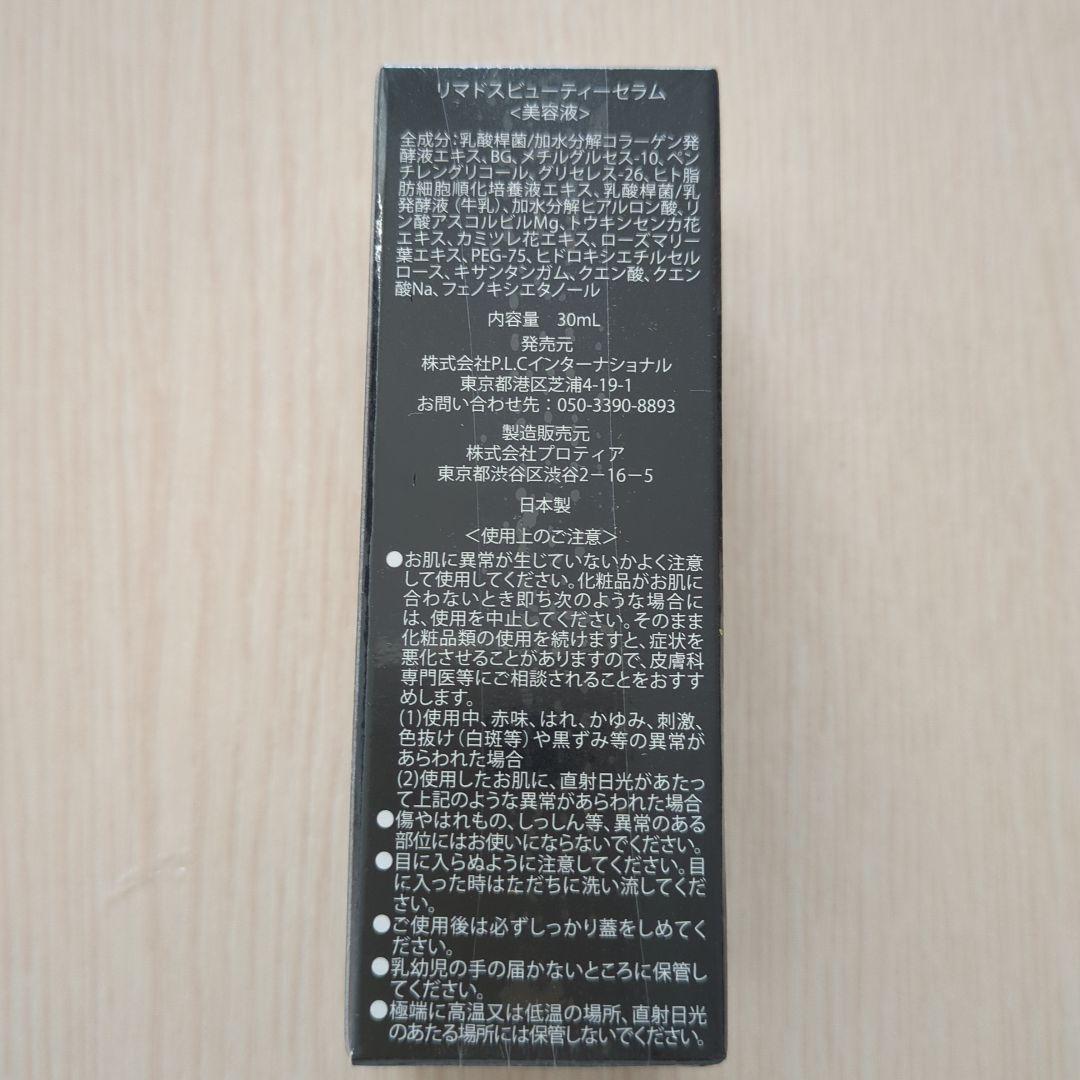 リマドスビューティーセラム
<美容液>
全成分:乳酸桿菌/加水分解コラーゲン発
酵液エキス、BG、メチルグルセス-10、ペン
チレングリコール、グリセレス-26、ヒト脂
肪細胞順化培養液エキス、乳酸桿菌/乳
発酵液(牛乳)、加水分解ヒアルロン酸、リ
ン酸アスコルビルMg、トウキンセンカ花
エキス、カミツレ花エキス、ローズマリー
葉エキス、PEG-75、ヒドロキシエチルセル
ロース、キサンタンガム、クエン酸、クエン
酸Na、フェノキシエタノール
内容量 30mL
発売元
株式会社P.L.Cインターナショナル
東京都港区芝浦4-19-1
お問い合わせ先:050-3390-8893
製造販売元
株式会社プロティア
東京都渋谷区渋谷2-16-5
日本製
<使用上のご注意>
●お肌に異常が生じていないかよく注意
して使用してください。化粧品がお肌に
合わないとき即ち次のような場合に
は、使用を中止してください。そのまま
化粧品類の使用を続けますと、症状を
悪化させることがありますので、皮膚科
専門医等にご相談されることをおすす
めします。
(1)使用中、赤味、はれ、かゆみ、刺激、
色抜け(白斑等)や黒ずみ等の異常が
あらわれた場合
(2)使用したお肌に、直射日光があたっ
て上記のような異常があらわれた場合
●傷やはれもの、しっしん等、異常のある
部位にはお使いにならないでください。
●目に入らぬように注意してください。目
に入った時はただちに洗い流してくだ
さい。
●ご使用後は必ずしっかり蓋をしめてく
ださい。
●乳幼児の手の届かないところに保管し
てください。
●極端に高温又は低温の場所、直射日光
のあたる場所には保管しないでください。